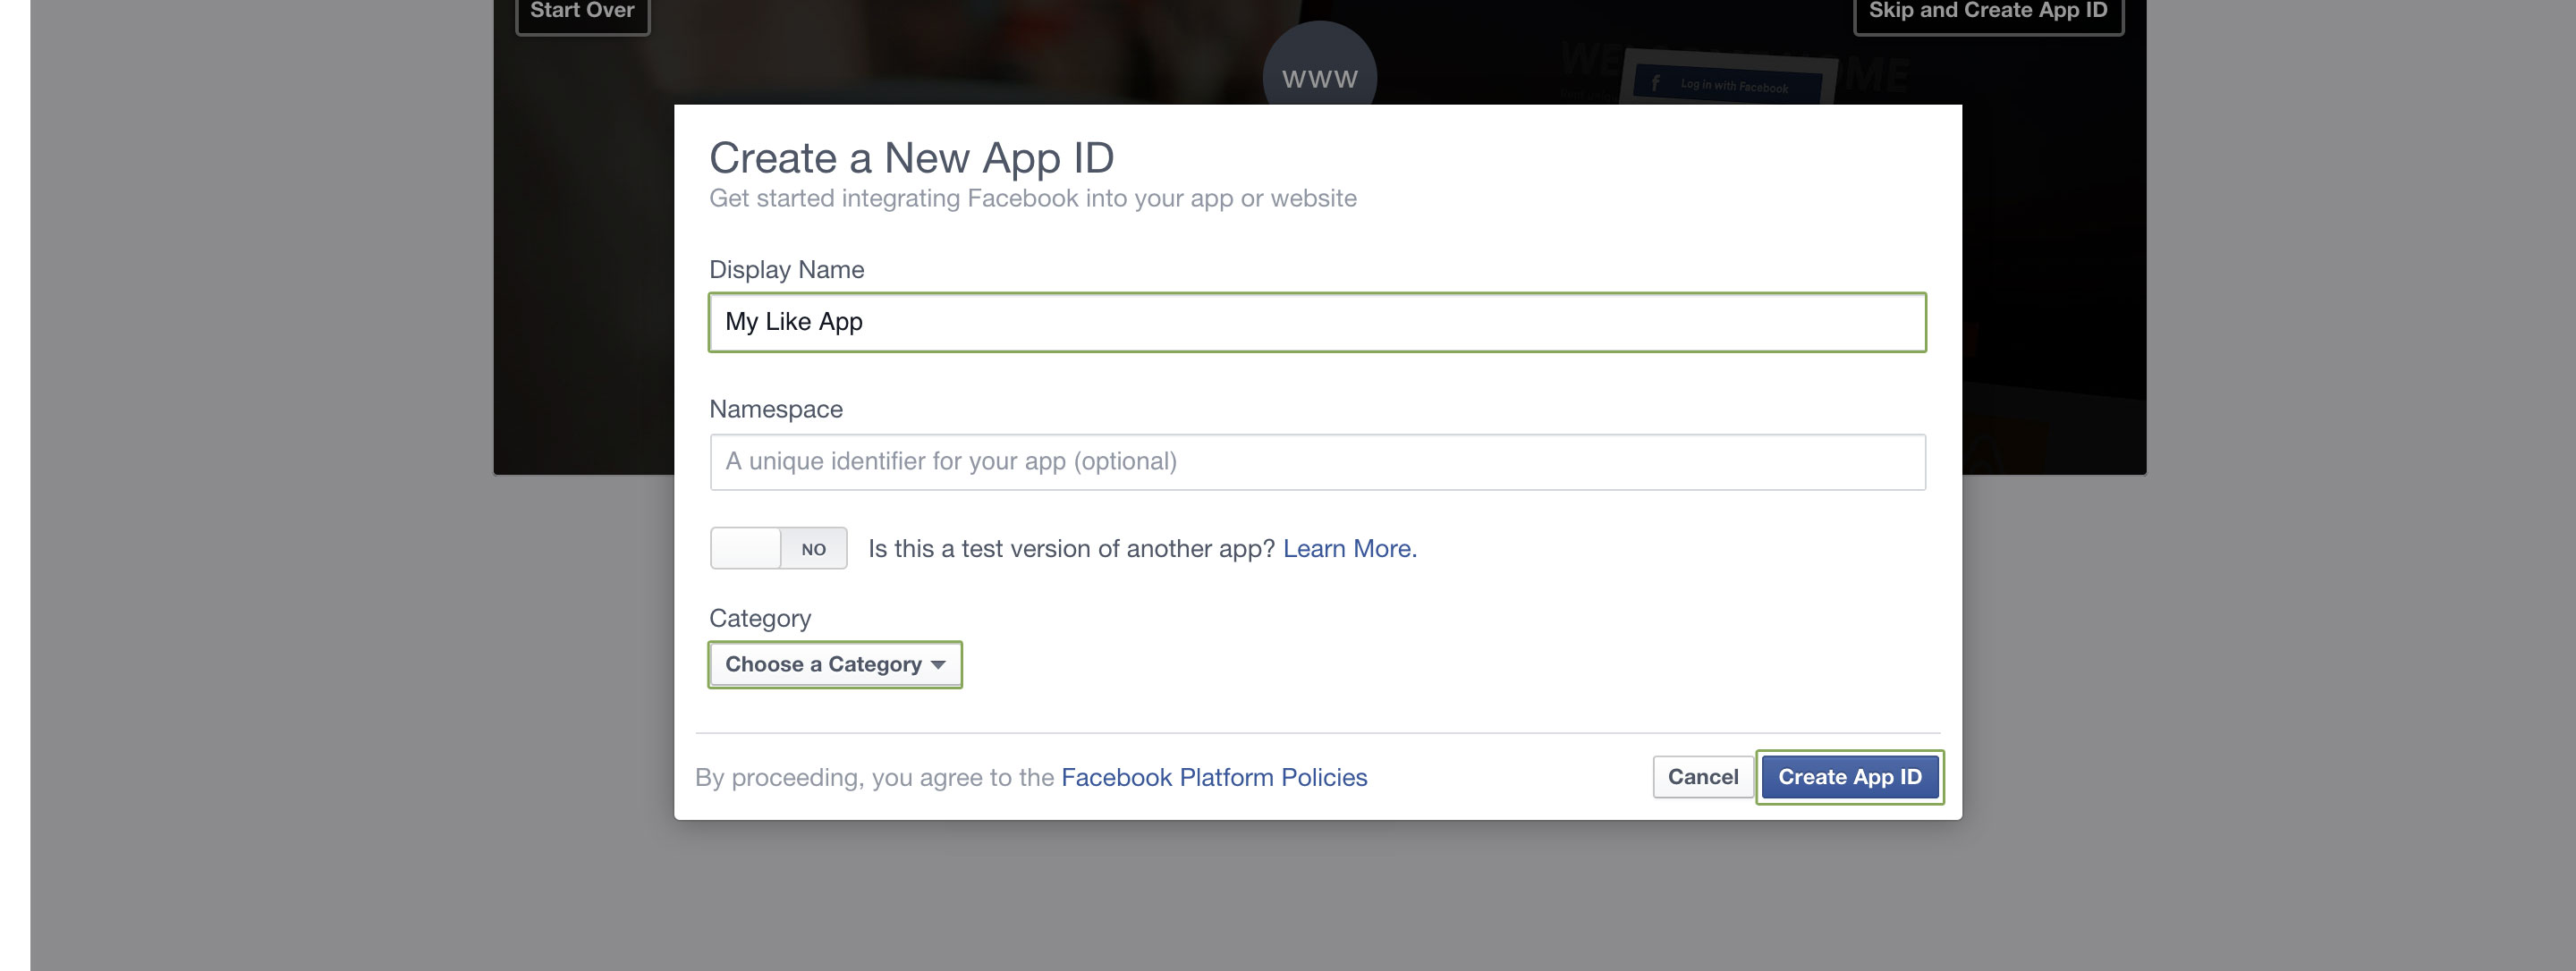 Start Over
Skip and Create App ID
www
Log in with Facebook
Create a New App ID
Get started integrating Facebook into your app or website
Display Name
My Like App
Namespace
A unique identifier for your app (optional)
NO
Is this a test version of another app? Learn More.
Category
Choose a Category
By proceeding, you agree to the Facebook Platform Policies
Cancel
Create App ID